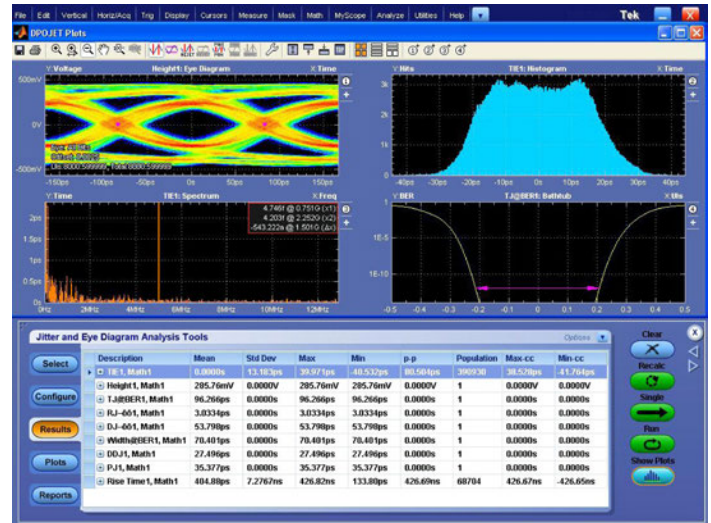 File Edit Vertical Horiz/Acq Trig Display Cursors Measure Mask Math MyScope Analyze Utilities Help Tek
DPOJET Plots
Y:Voltage Height1: Eye Diagram X:Time
500mV
0V
-500mV
Offset: 0.0075
UIs:8000.599999, Total:8000.599999
-150ps -100ps -50ps 0s 50ps 100ps 150ps
Y:Hits TIE1: Histogram X:Time
3k
2k
1k
0
-40ps -30ps -20ps -10ps 0s 10ps 20ps 30ps 40ps
Y:Time TIE1: Spectrum X:Freq
4.746f @ 0.751G (x1)
4.203f @ 2.252G (x2)
-543.222a @ 1.501G (Δx)
2ps
1.5ps
1ps
0.5ps
0s
0Hz 2MHz 4MHz 6MHz 8MHz 10MHz 12MHz
Y:BER TJ@BER1: Bathtub X:UIs
1
1E-5
1E-10
-0.5 -0.4 -0.3 -0.2 -0.1 0 0.1 0.2 0.3 0.4 0.5
Jitter and Eye Diagram Analysis Tools
Options
Clear
Select
Configure
Results
Plots
Reports
Description Mean Std Dev Max Min p-p Population Max-cc Min-cc
TIE1, Math1 0.0000s 13.183ps 39.971ps -40.532ps 80.504ps 390930 38.528ps -41.764ps
Height1, Math1 285.76mV 0.0000V 285.76mV 285.76mV 0.0000V 1 0.0000V 0.0000V
TJ@BER1, Math1 96.266ps 0.0000s 96.266ps 96.266ps 0.0000s 1 0.0000s 0.0000s
RJ-δδ1, Math1 3.0334ps 0.0000s 3.0334ps 3.0334ps 0.0000s 1 0.0000s 0.0000s
DJ-δδ1, Math1 53.798ps 0.0000s 53.798ps 53.798ps 0.0000s 1 0.0000s 0.0000s
Width@BER1, Math1 70.401ps 0.0000s 70.401ps 70.401ps 0.0000s 1 0.0000s 0.0000s
DDJ1, Math1 27.496ps 0.0000s 27.496ps 27.496ps 0.0000s 1 0.0000s 0.0000s
PJ1, Math1 35.377ps 0.0000s 35.377ps 35.377ps 0.0000s 1 0.0000s 0.0000s
Rise Time1, Math1 404.88ps 7.2767ns 426.82ns 133.80ps 426.69ns 68704 426.67ns -426.65ns
Recalc
Single
Run
Show Plots